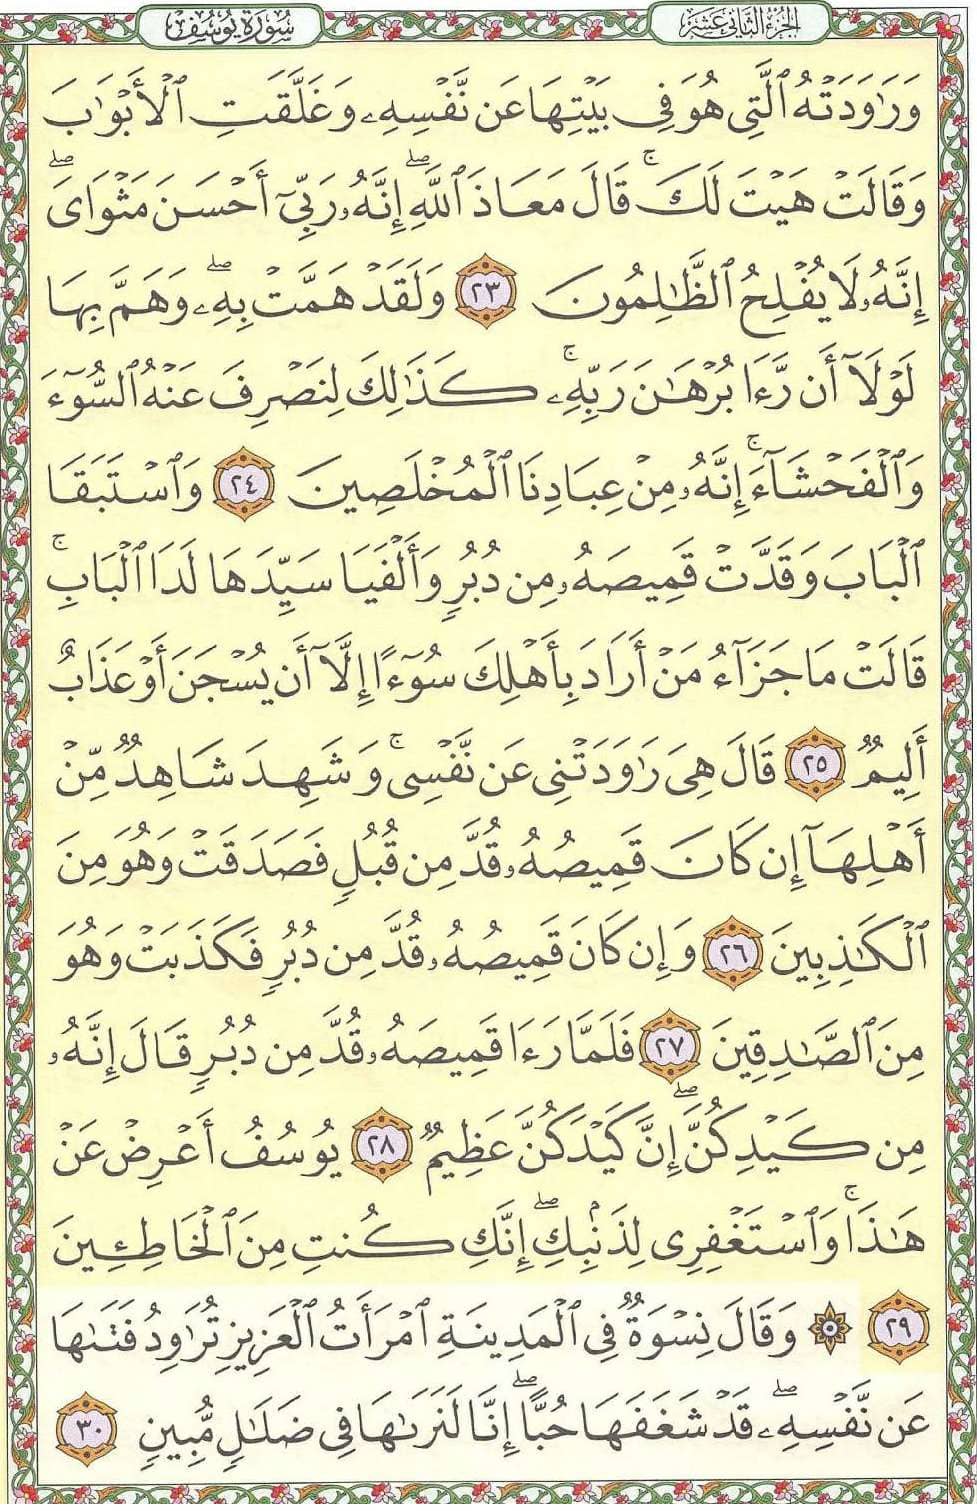 الجزء الثاني عشر
سورة يوسف
وَرَٰوَدَتْهُ ٱلَّتِى هُوَ فِى بَيْتِهَا عَن نَّفْسِهِۦ وَغَلَّقَتِ ٱلْأَبْوَٰبَ
وَقَالَتْ هَيْتَ لَكَ ۚ قَالَ مَعَاذَ ٱللَّهِ ۖ إِنَّهُۥ رَبِّىٓ أَحْسَنَ مَثْوَاىَ ۖ
إِنَّهُۥ لَا يُفْلِحُ ٱلظَّٰلِمُونَ ٢٣ وَلَقَدْ هَمَّتْ بِهِۦ ۖ وَهَمَّ بِهَا
لَوْلَآ أَن رَّءَا بُرْهَٰنَ رَبِّهِۦ ۚ كَذَٰلِكَ لِنَصْرِفَ عَنْهُ ٱلسُّوٓءَ
وَٱلْفَحْشَآءَ ۚ إِنَّهُۥ مِنْ عِبَادِنَا ٱلْمُخْلَصِينَ ٢٤ وَٱسْتَبَقَا
ٱلْبَابَ وَقَدَّتْ قَمِيصَهُۥ مِن دُبُرٍ وَأَلْفَيَا سَيِّدَهَا لَدَا ٱلْبَابِ ۚ
قَالَتْ مَا جَزَآءُ مَنْ أَرَادَ بِأَهْلِكَ سُوٓءًا إِلَّآ أَن يُسْجَنَ أَوْ عَذَابٌ
أَلِيمٌ ٢٥ قَالَ هِىَ رَٰوَدَتْنِى عَن نَّفْسِى ۚ وَشَهِدَ شَاهِدٌ مِّنْ
أَهْلِهَآ إِن كَانَ قَمِيصُهُۥ قُدَّ مِن قُبُلٍ فَصَدَقَتْ وَهُوَ مِنَ
ٱلْكَٰذِبِينَ ٢٦ وَإِن كَانَ قَمِيصُهُۥ قُدَّ مِن دُبُرٍ فَكَذَبَتْ وَهُوَ
مِنَ ٱلصَّٰدِقِينَ ٢٧ فَلَمَّا رَءَا قَمِيصَهُۥ قُدَّ مِن دُبُرٍ قَالَ إِنَّهُۥ
مِن كَيْدِكُنَّ ۖ إِنَّ كَيْدَكُنَّ عَظِيمٌ ٢٨ يُوسُفُ أَعْرِضْ عَنْ
هَٰذَا ۚ وَٱسْتَغْفِرِى لِذَنۢبِكِ ۖ إِنَّكِ كُنتِ مِنَ ٱلْخَاطِـِٔينَ
٢٩ ۞ وَقَالَ نِسْوَةٌ فِى ٱلْمَدِينَةِ ٱمْرَأَتُ ٱلْعَزِيزِ تُرَٰوِدُ فَتَىٰهَا
عَن نَّفْسِهِۦ ۖ قَدْ شَغَفَهَا حُبًّا ۖ إِنَّا لَنَرَىٰهَا فِى ضَلَٰلٍ مُّبِينٍ ٣٠